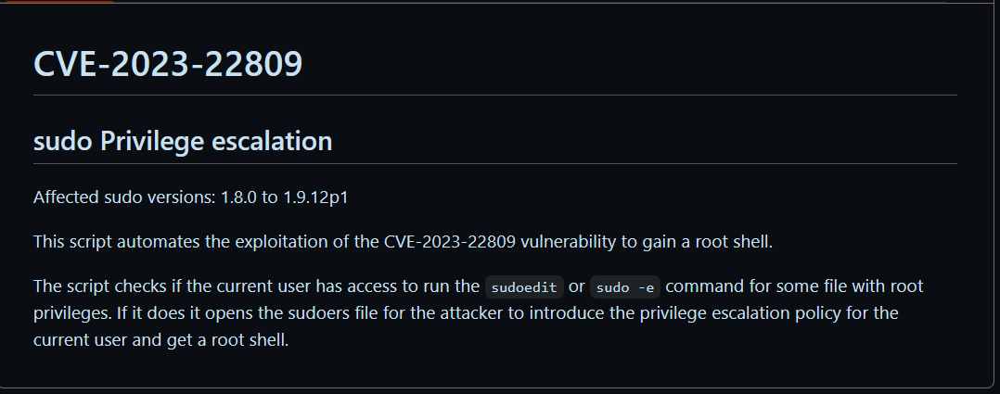 CVE-2023-22809
sudo Privilege escalation
Affected sudo versions: 1.8.0 to 1.9.12p1
This script automates the exploitation of the CVE-2023-22809 vulnerability to gain a root shell.
The script checks if the current user has access to run the sudoedit or sudo -e command for some file with root
privileges. If it does it opens the sudoers file for the attacker to introduce the privilege escalation policy for the
current user and get a root shell.